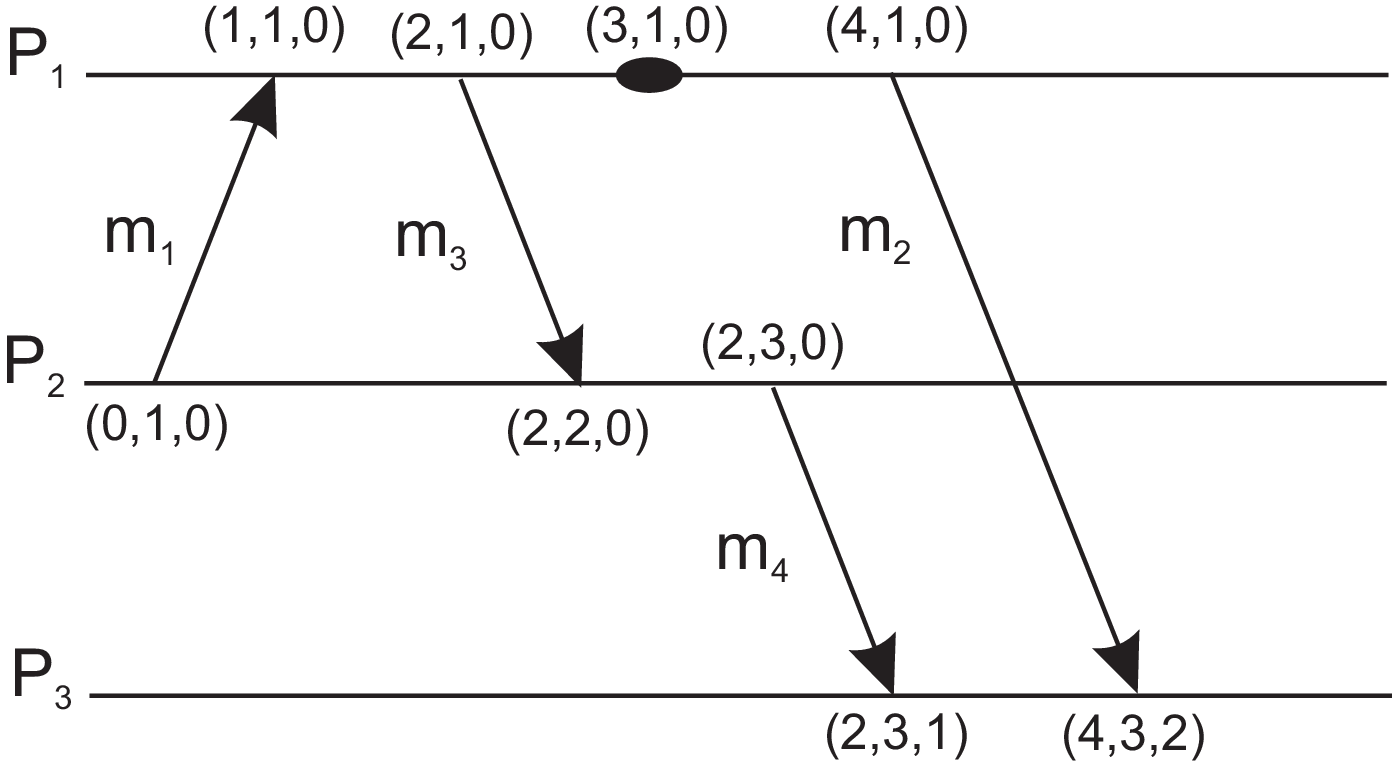 (1,1,0) (2,1,0) (3,1,0) (4,1,0)
P1
m1 m3 m2
(2,3,0)
P2
(0,1,0) (2,2,0)
m4
P3
(2,3,1) (4,3,2)